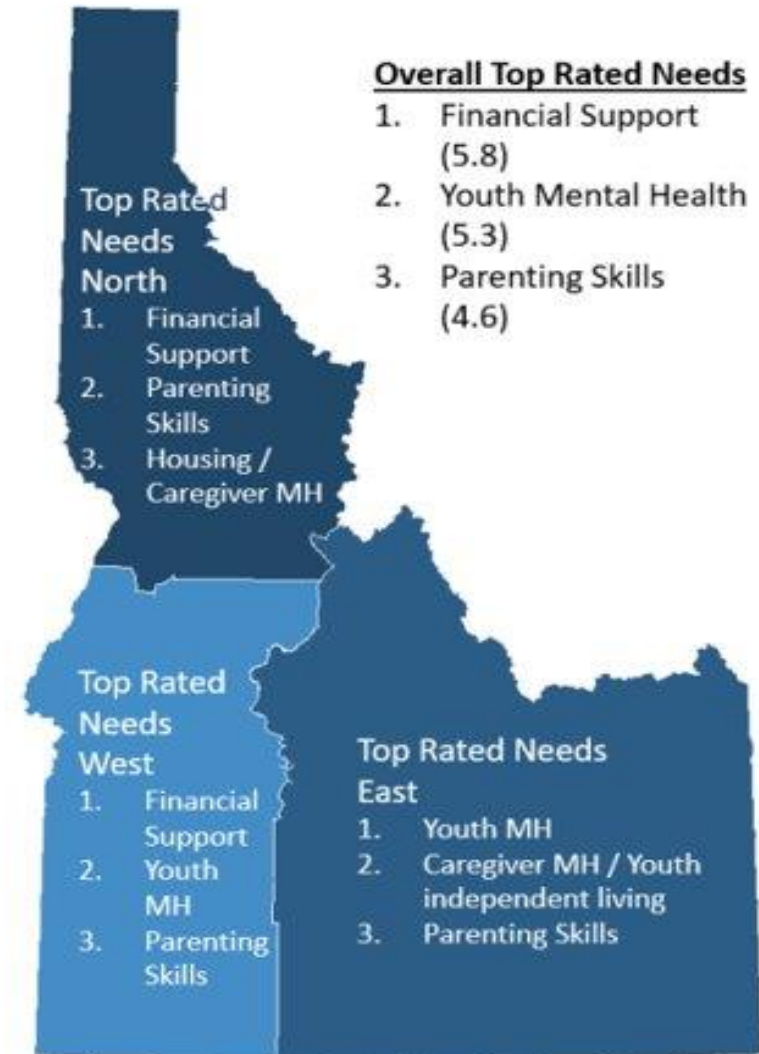 Overall Top Rated Needs
1. Financial Support
(5.8)
2. Youth Mental Health
(5.3)
3. Parenting Skills
(4.6)
Top Rated
Needs
North
1. Financial
Support
2. Parenting
Skills
3. Housing /
Caregiver MH
Top Rated
Needs
West
1. Financial
Support
2. Youth
MH
3. Parenting
Skills
Top Rated Needs
East
1. Youth MH
2. Caregiver MH / Youth
independent living
3. Parenting Skills